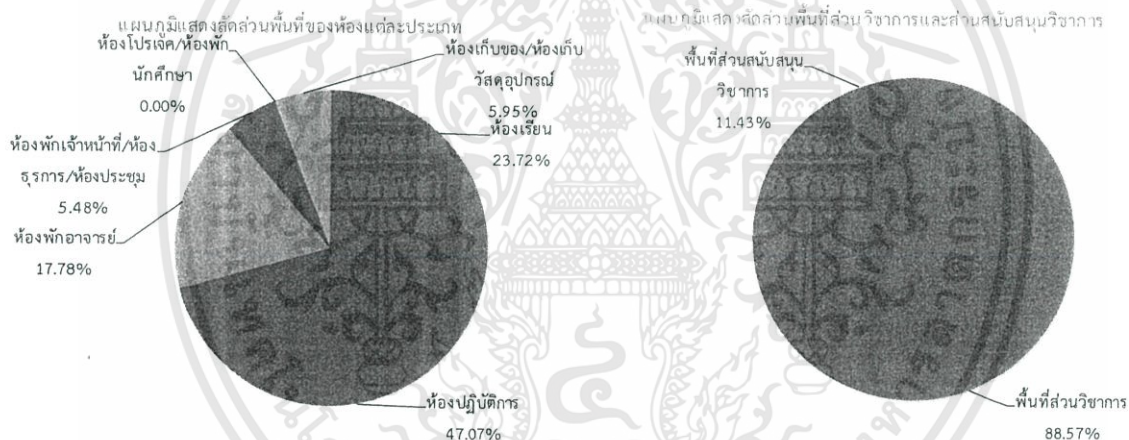 แผนภูมิแสดงสัดส่วนพื้นที่ของห้องแต่ละประเภท
ห้องโปรเจค/ห้องพัก
นักศึกษา
0.00%
ห้องเก็บของ/ห้องเก็บ
วัสดุอุปกรณ์
5.95%
ห้องเรียน
23.72%
ห้องพักเจ้าหน้าที่/ห้อง
ธุรการ/ห้องประชุม
5.48%
ห้องพักอาจารย์
17.78%
ห้องปฏิบัติการ
47.07%
แผนภูมิแสดงสัดส่วนพื้นที่ส่วนวิชาการและส่วนสนับสนุนวิชาการ
พื้นที่ส่วนสนับสนุน
วิชาการ
11.43%
พื้นที่ส่วนวิชาการ
88.57%